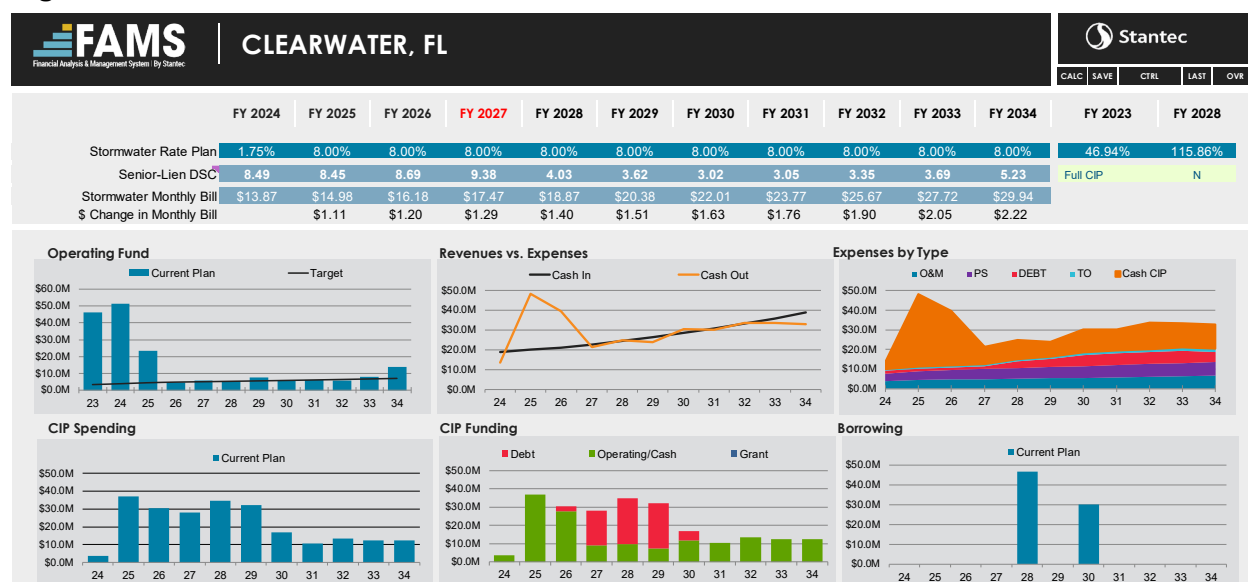 FAMS
Financial Analysis & Management System | By Stantec
CLEARWATER, FL
Stantec
CALC SAVE CTRL LAST OVR
FY 2024 FY 2025 FY 2026 FY 2027 FY 2028 FY 2029 FY 2030 FY 2031 FY 2032 FY 2033 FY 2034 FY 2023 FY 2028
Stormwater Rate Plan 1.75% 8.00% 8.00% 8.00% 8.00% 8.00% 8.00% 8.00% 8.00% 8.00% 8.00% 46.94% 115.86%
Senior-Lien DSC 8.49 8.45 8.69 9.38 4.03 3.62 3.02 3.05 3.35 3.69 5.23 Full CIP N
Stormwater Monthly Bill $13.87 $14.98 $16.18 $17.47 $18.87 $20.38 $22.01 $23.77 $25.67 $27.72 $29.94
$ Change in Monthly Bill $1.11 $1.20 $1.29 $1.40 $1.51 $1.63 $1.76 $1.90 $2.05 $2.22
Operating Fund
Current Plan Target
$60.0M
$50.0M
$40.0M
$30.0M
$20.0M
$10.0M
$0.0M
23 24 25 26 27 28 29 30 31 32 33 34
Revenues vs. Expenses
Cash In Cash Out
$50.0M
$40.0M
$30.0M
$20.0M
$10.0M
$0.0M
24 25 26 27 28 29 30 31 32 33 34
Expenses by Type
O&M PS DEBT TO Cash CIP
$50.0M
$40.0M
$30.0M
$20.0M
$10.0M
$0.0M
24 25 26 27 28 29 30 31 32 33 34
CIP Spending
Current Plan
$50.0M
$40.0M
$30.0M
$20.0M
$10.0M
$0.0M
24 25 26 27 28 29 30 31 32 33 34
CIP Funding
Debt Operating/Cash Grant
$50.0M
$40.0M
$30.0M
$20.0M
$10.0M
$0.0M
24 25 26 27 28 29 30 31 32 33 34
Borrowing
Current Plan
$50.0M
$40.0M
$30.0M
$20.0M
$10.0M
$0.0M
24 25 26 27 28 29 30 31 32 33 34